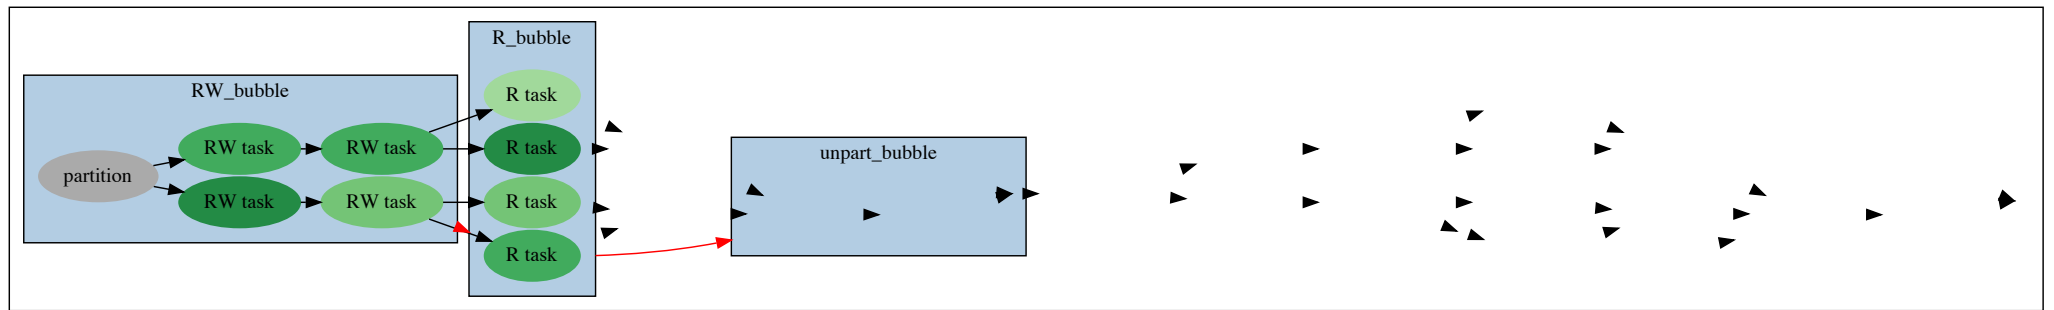 R_bubble
RW_bubble
R task
RW task
RW task
R task
partition
unpart_bubble
RW task
RW task
R task
R task